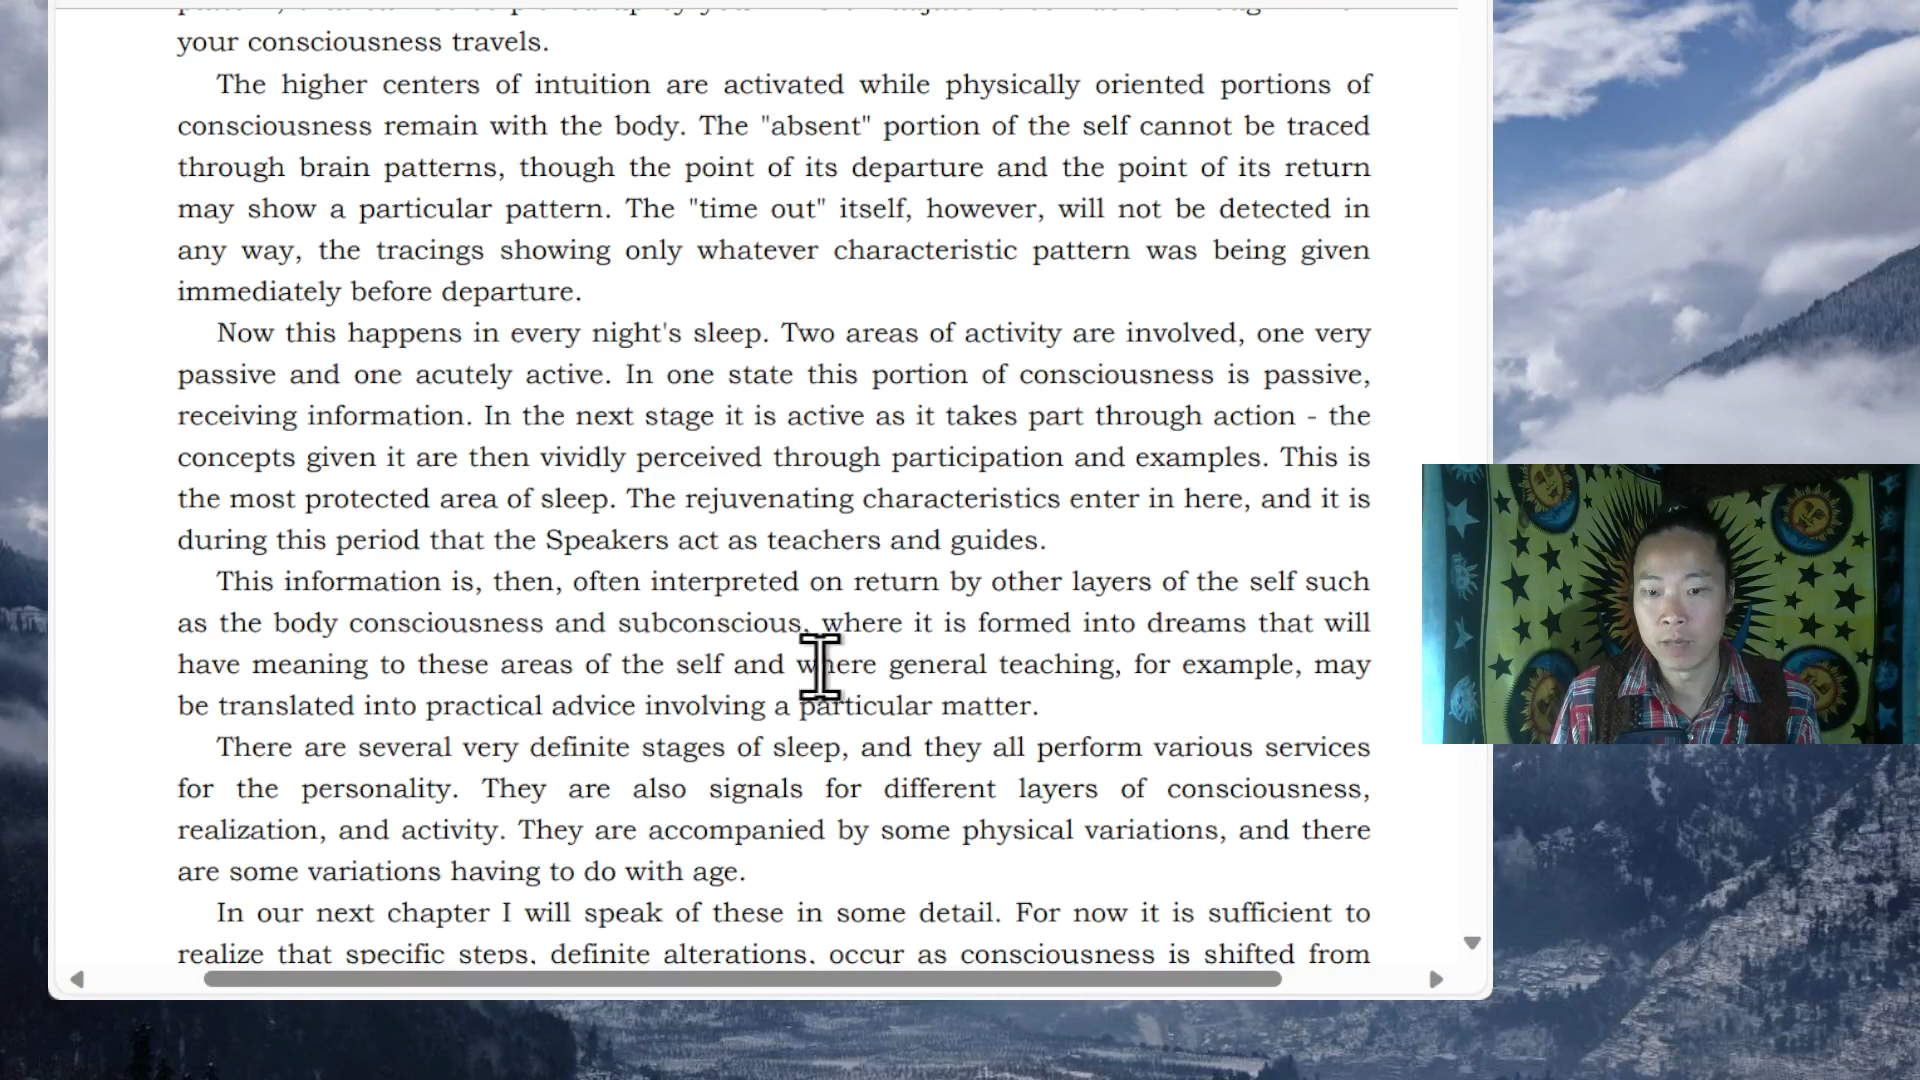 your consciousness travels.
The higher centers of intuition are activated while physically oriented portions of
consciousness remain with the body. The "absent" portion of the self cannot be traced
through brain patterns, though the point of its departure and the point of its return
may show a particular pattern. The "time out" itself, however, will not be detected in
any way, the tracings showing only whatever characteristic pattern was being given
immediately before departure.
Now this happens in every night's sleep. Two areas of activity are involved, one very
passive and one acutely active. In one state this portion of consciousness is passive,
receiving information. In the next stage it is active as it takes part through action - the
concepts given it are then vividly perceived through participation and examples. This is
the most protected area of sleep. The rejuvenating characteristics enter in here, and it is
during this period that the Speakers act as teachers and guides.
This information is, then, often interpreted on return by other layers of the self such
as the body consciousness and subconscious, where it is formed into dreams that will
have meaning to these areas of the self and where general teaching, for example, may
be translated into practical advice involving a particular matter.
There are several very definite stages of sleep, and they all perform various services
for the personality. They are also signals for different layers of consciousness,
realization, and activity. They are accompanied by some physical variations, and there
are some variations having to do with age.
In our next chapter I will speak of these in some detail. For now it is sufficient to
realize that specific steps, definite alterations, occur as consciousness is shifted from